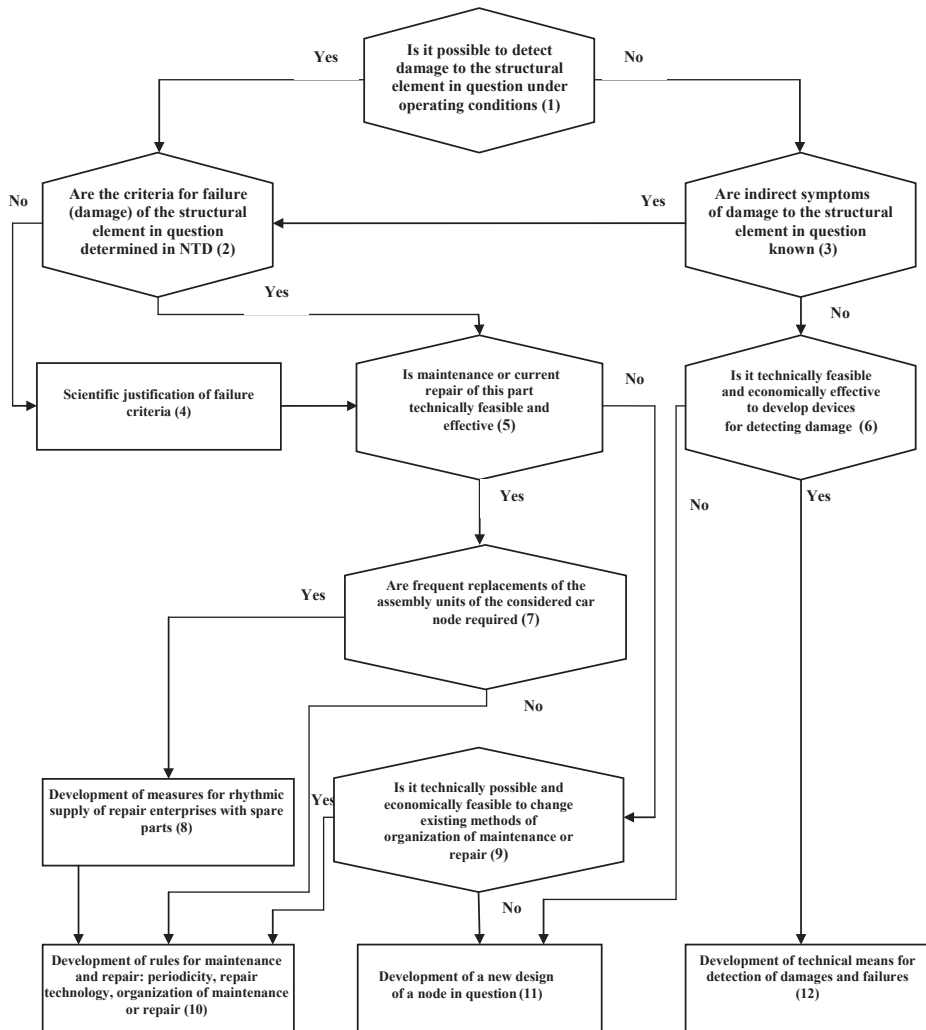 Yes
Is it possible to detect
damage to the structural
element in question under
operating conditions (1)
No
No
Are the criteria for failure
(damage) of the structural
element in question
determined in NTD (2)
Yes
Are indirect symptoms
of damage to the structural
element in question
known (3)
Yes
No
Scientific justification of failure
criteria (4)
Is maintenance or current
repair of this part
technically feasible and
effective (5)
No
Is it technically feasible
and economically effective
to develop devices
for detecting damage (6)
Yes
No
Yes
Yes
Are frequent replacements of the
assembly units of the considered car
node required (7)
No
Development of measures for rhythmic
supply of repair enterprises with spare
parts (8)
Yes
Is it technically possible and
economically feasible to change
existing methods of
organization of maintenance or
repair (9)
No
Development of rules for maintenance
and repair: periodicity, repair
technology, organization of maintenance
or repair (10)
Development of a new design
of a node in question (11)
Development of technical means for
detection of damages and failures
(12)